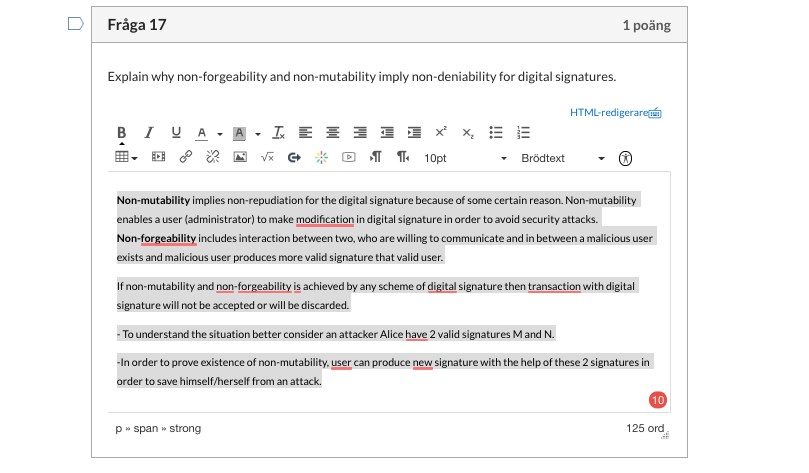 Fråga 17
1 poäng
Explain why non-forgeability and non-mutability imply non-deniability for digital signatures.
HTML-redigerare
B I U A A Tx x² x₂
√x 10pt Brödtext
Non-mutability implies non-repudiation for the digital signature because of some certain reason. Non-mutability
enables a user (administrator) to make modification in digital signature in order to avoid security attacks.
Non-forgeability includes interaction between two, who are willing to communicate and in between a malicious user
exists and malicious user produces more valid signature that valid user.
If non-mutability and non-forgeability is achieved by any scheme of digital signature then transaction with digital
signature will not be accepted or will be discarded.
- To understand the situation better consider an attacker Alice have 2 valid signatures M and N.
-In order to prove existence of non-mutability, user can produce new signature with the help of these 2 signatures in
order to save himself/herself from an attack.
10
p » span » strong
125 ord